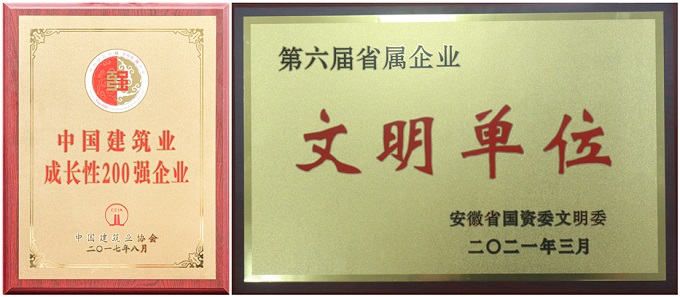 强
中国建筑业
成长性200强企业
中国建筑业协会
二〇一七年八月
第六届省属企业
文明单位
安徽省国资委文明委
二〇二一年三月